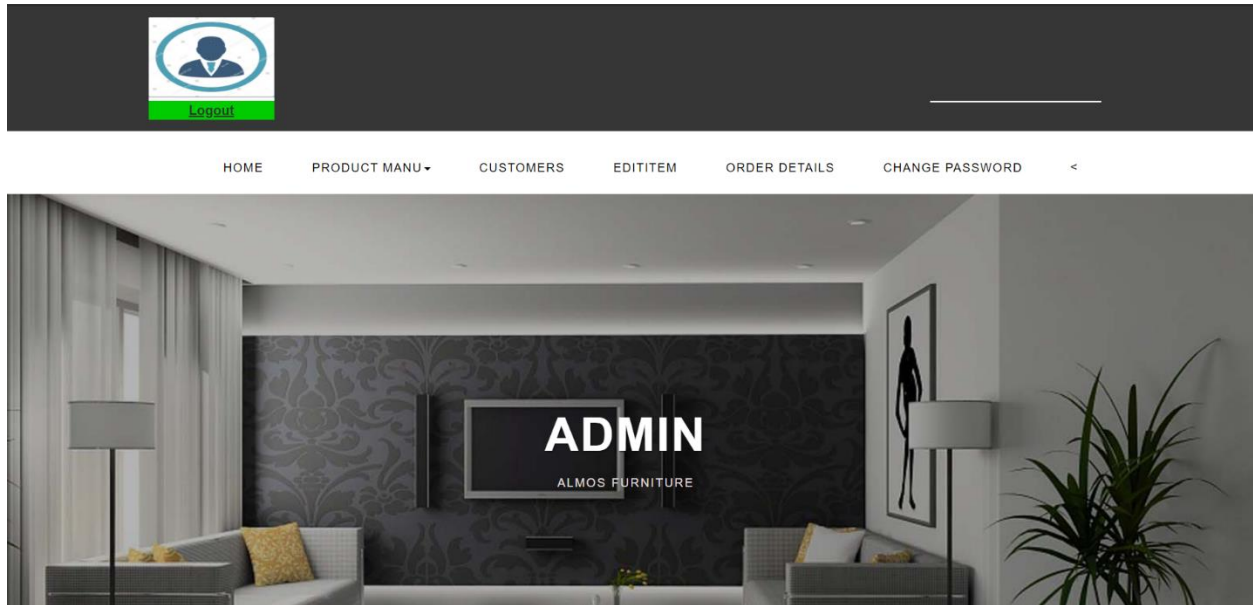 Logout
HOME PRODUCT MANU CUSTOMERS EDITITEM ORDER DETAILS CHANGE PASSWORD <
ADMIN
ALMOS FURNITURE